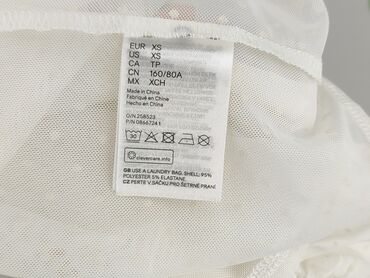 EUR XS
US XS
CA TP
CN 160/80A
MX XCH
Made in China
Fabriqué en Chine
Hecho en China
O/N 258523
P/N 08667241
30
clevercare.info
GB USE A LAUNDRY BAG. SHELL: 95%
POLYESTER 5% ELASTANE.
CZ PERTE V SÁČKU PRO ŠETRNÉ PRANÍ